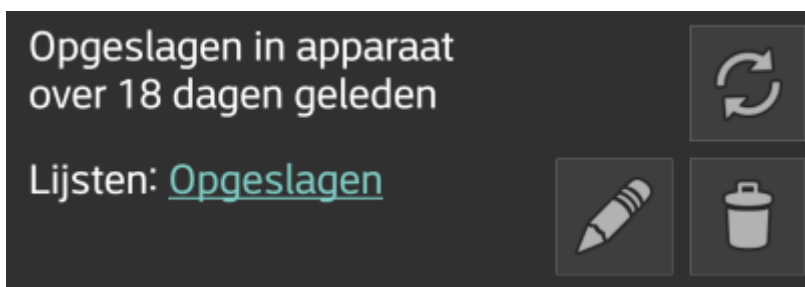 Opgeslagen in apparaat
over 18 dagen geleden
Lijsten: Opgeslagen